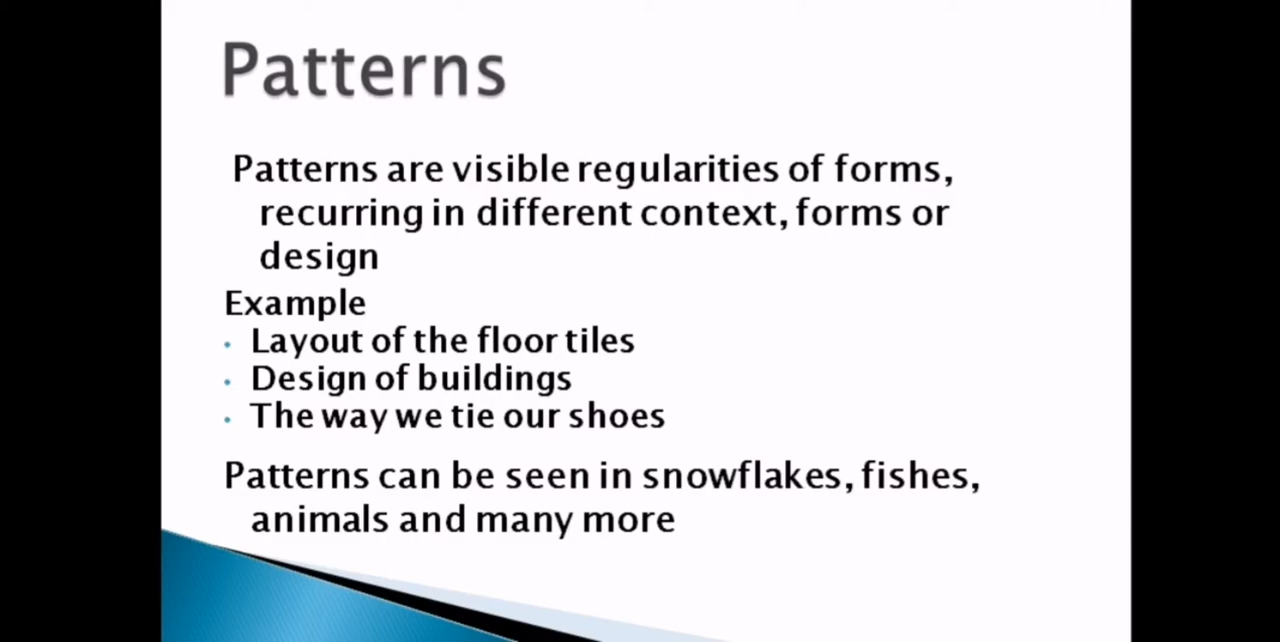 Patterns
Patterns are visible regularities of forms,
recurring in different context, forms or
design
Example
• Layout of the floor tiles
• Design of buildings
• The way we tie our shoes
Patterns can be seen in snowflakes, fishes,
animals and many more